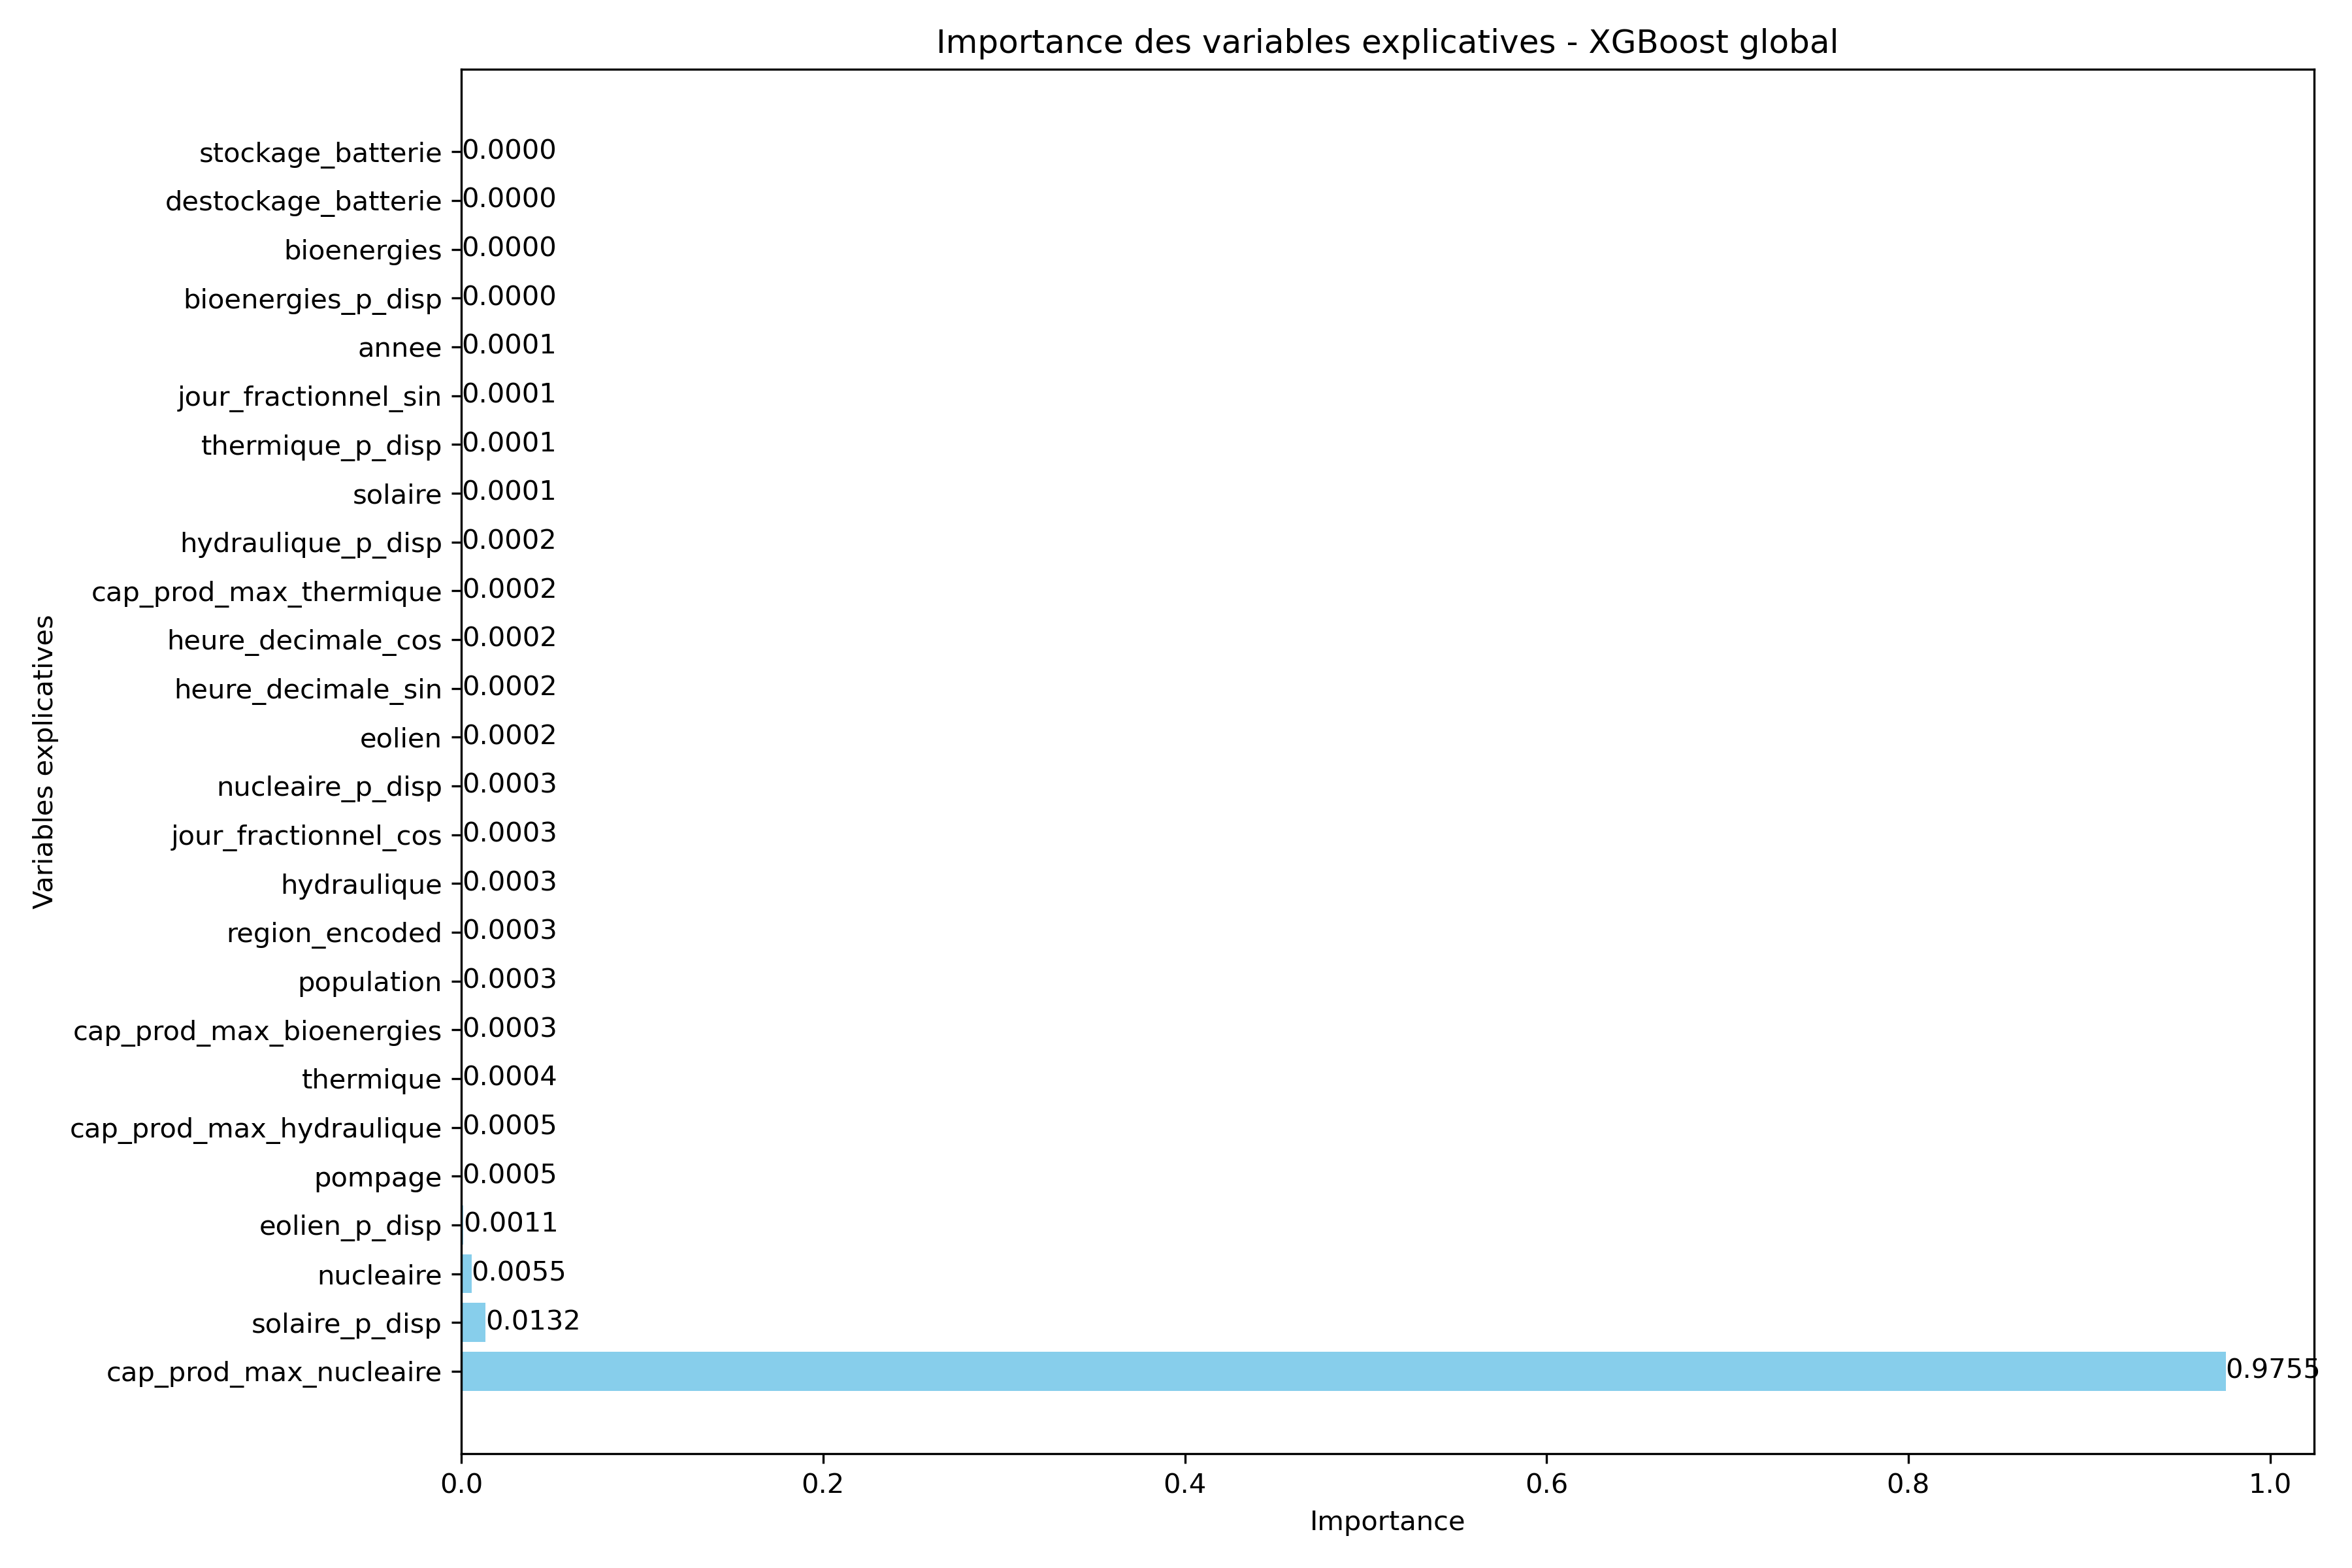 Importance des variables explicatives - XGBoost global
Variables explicatives
stockage_batterie 0.0000
destockage_batterie 0.0000
bioenergies 0.0000
bioenergies_p_disp 0.0000
annee 0.0001
jour_fractionnel_sin 0.0001
thermique_p_disp 0.0001
solaire 0.0001
hydraulique_p_disp 0.0002
cap_prod_max_thermique 0.0002
heure_decimale_cos 0.0002
heure_decimale_sin 0.0002
eolien 0.0002
nucleaire_p_disp 0.0003
jour_fractionnel_cos 0.0003
hydraulique 0.0003
region_encoded 0.0003
population 0.0003
cap_prod_max_bioenergies 0.0003
thermique 0.0004
cap_prod_max_hydraulique 0.0005
pompage 0.0005
eolien_p_disp 0.0011
nucleaire 0.0055
solaire_p_disp 0.0132
cap_prod_max_nucleaire 0.9755
0.0 0.2 0.4 0.6 0.8 1.0
Importance